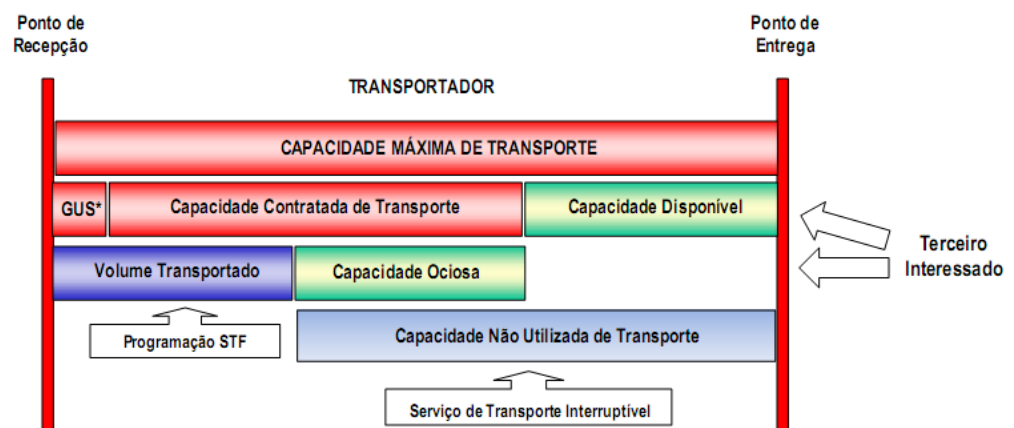 Ponto de
Recepção
Ponto de
Entrega
TRANSPORTADOR
CAPACIDADE MÁXIMA DE TRANSPORTE
GUS*
Capacidade Contratada de Transporte
Capacidade Disponível
Terceiro
Interessado
Volume Transportado
Capacidade Ociosa
Programação STF
Capacidade Não Utilizada de Transporte
Serviço de Transporte Interruptível